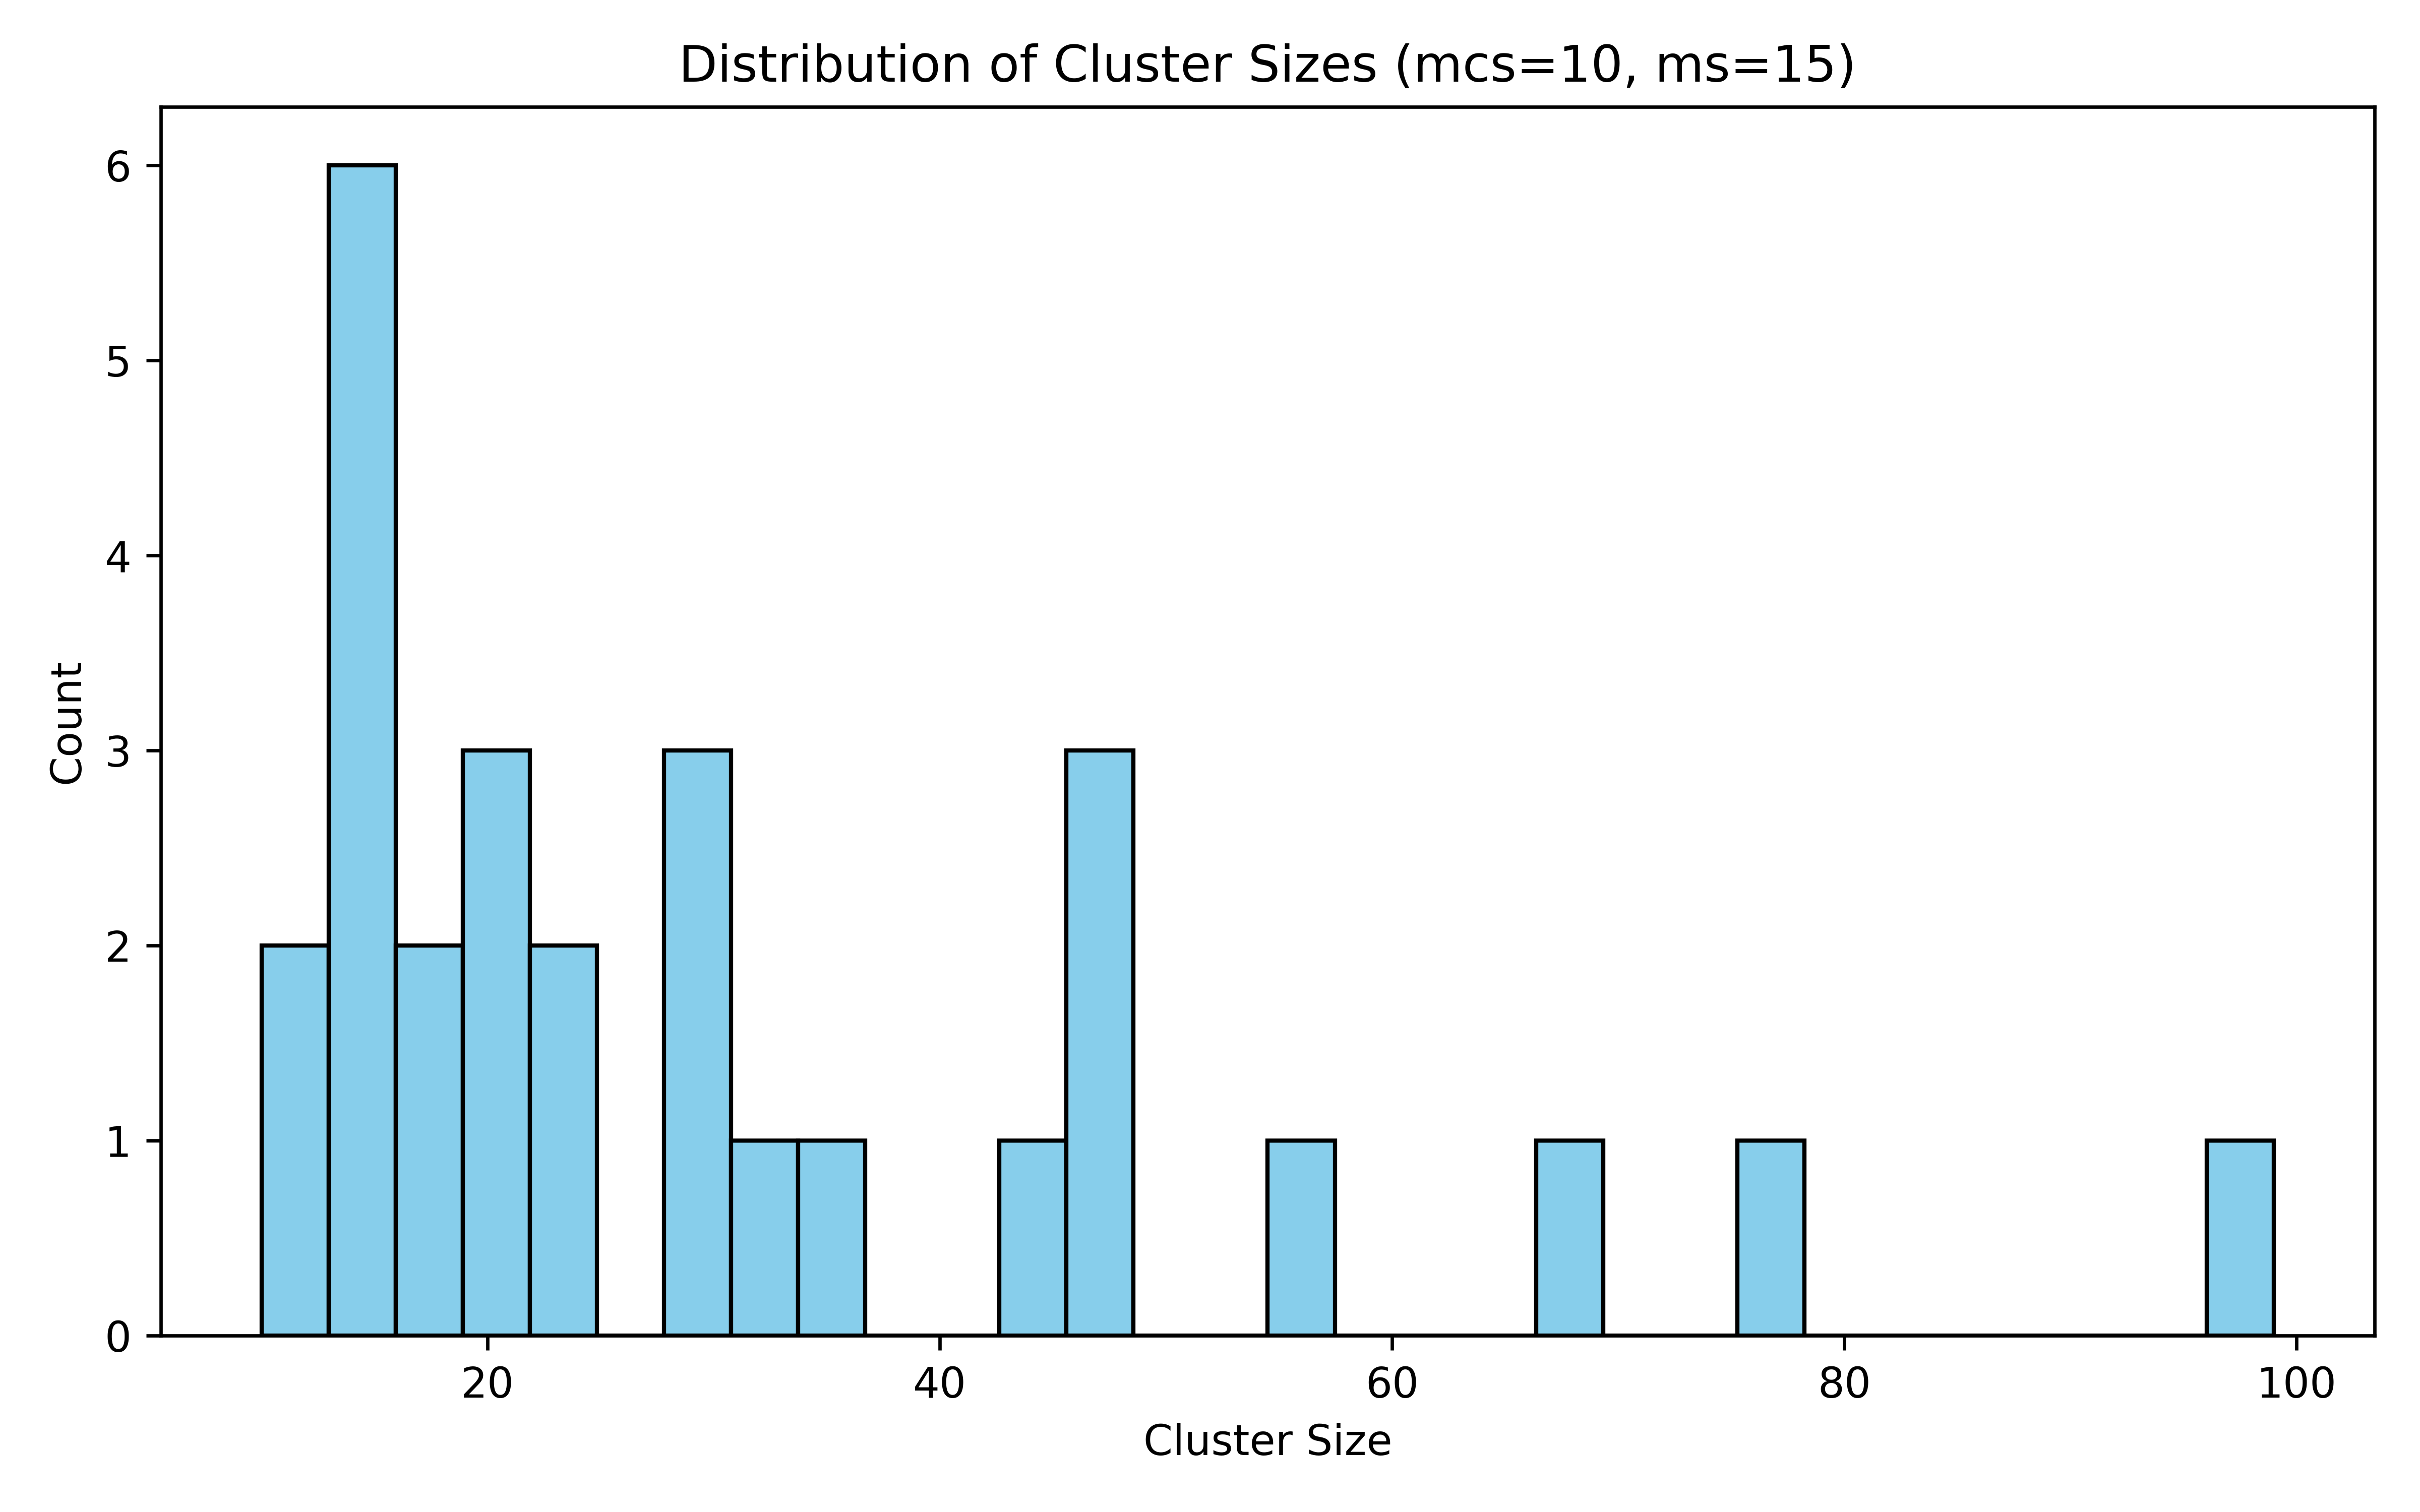 Distribution of Cluster Sizes (mcs=10, ms=15)
6
5
4
3
2
1
0
Count
20 40 60 80 100
Cluster Size